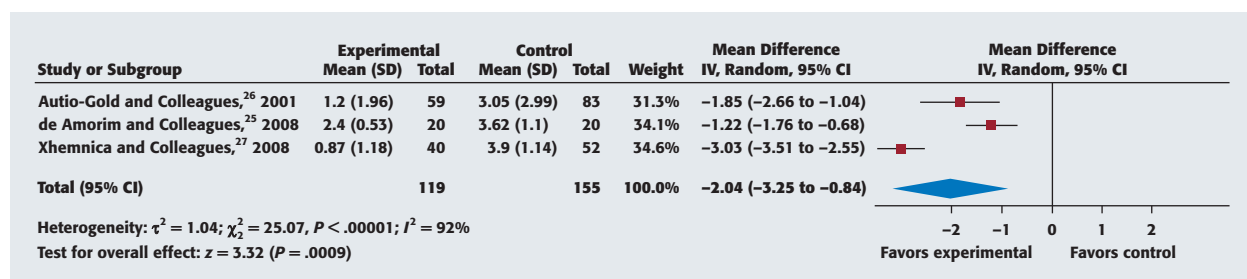 Experimental Control Mean Difference Mean Difference
Study or Subgroup Mean (SD) Total Mean (SD) Total Weight IV, Random, 95% CI IV, Random, 95% CI
Autio-Gold and Colleagues,26 2001 1.2 (1.96) 59 3.05 (2.99) 83 31.3% –1.85 (–2.66 to –1.04)
de Amorim and Colleagues,25 2008 2.4 (0.53) 20 3.62 (1.1) 20 34.1% –1.22 (–1.76 to –0.68)
Xhemnica and Colleagues,27 2008 0.87 (1.18) 40 3.9 (1.14) 52 34.6% –3.03 (–3.51 to –2.55)
Total (95% CI) 119 155 100.0% –2.04 (–3.25 to –0.84)
Heterogeneity: τ2 = 1.04; χ22 = 25.07, P < .00001; I2 = 92%
–2 –1 0 1 2
Test for overall effect: z = 3.32 (P = .0009) Favors experimental Favors control